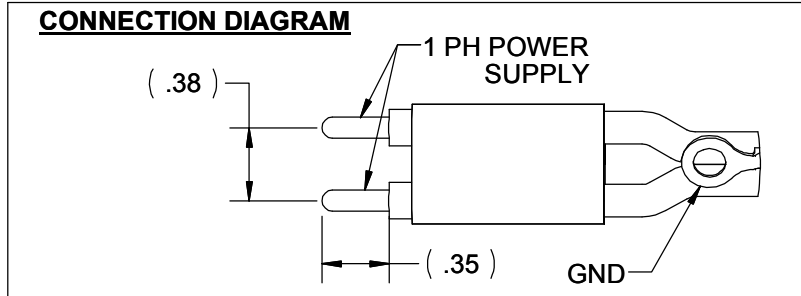 CONNECTION DIAGRAM
1 PH POWER
SUPPLY
( .38 )
( .35 )
GND